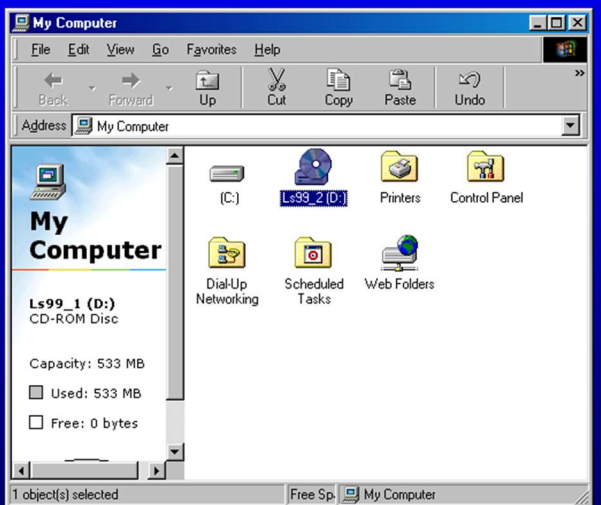 My Computer
File Edit View Go Favorites Help
Back Forward Up Cut Copy Paste Undo »
Address My Computer
My
Computer
Ls99_1 (D:)
CD-ROM Disc
Capacity: 533 MB
Used: 533 MB
Free: 0 bytes
(C:) Ls99_2 (D:) Printers Control Panel
Dial-Up
Networking
Scheduled
Tasks
Web Folders
1 object(s) selected Free Sp. My Computer